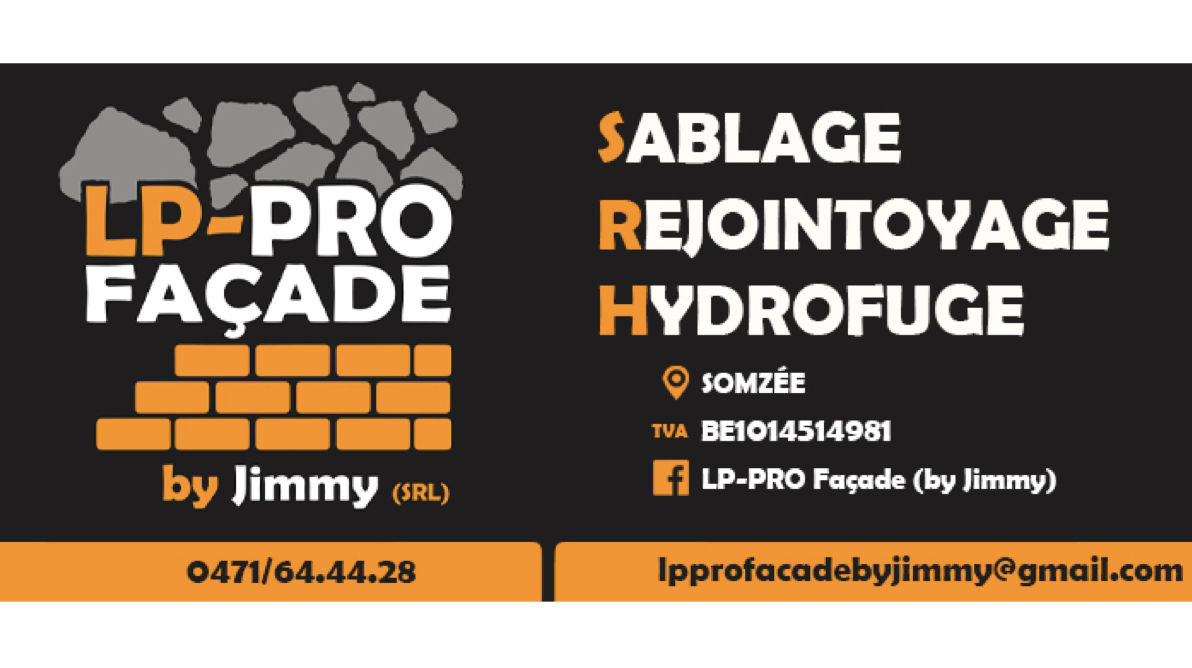 LP-PRO
FAÇADE
by Jimmy (SRL)
0471/64.44.28
SABLAGE
REJOINTOYAGE
HYDROFUGE
SOMZÉE
TVA BE1014514981
LP-PRO Façade (by Jimmy)
lpprofacadebyjimmy@gmail.com